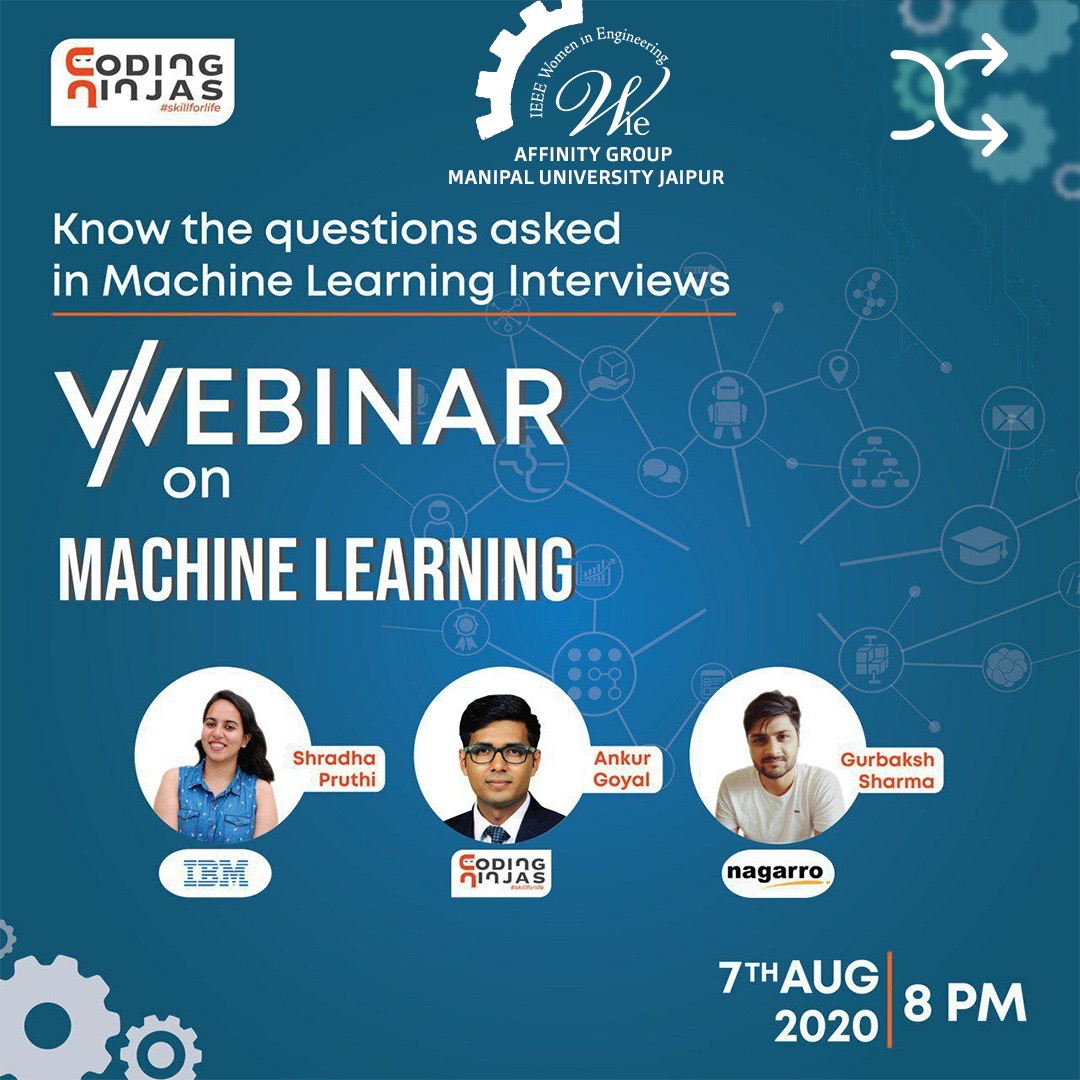 CODING
NINJAS
#skillforlife
IEEE Women in Engineering
Wie
AFFINITY GROUP
MANIPAL UNIVERSITY JAIPUR
Know the questions asked
in Machine Learning Interviews
WEBINAR
on
MACHINE LEARNING
Shradha
Pruthi
IBM
Ankur
Goyal
CODING
NINJAS
#skillforlife
Gurbaksh
Sharma
nagarro
7TH AUG
2020
8 PM